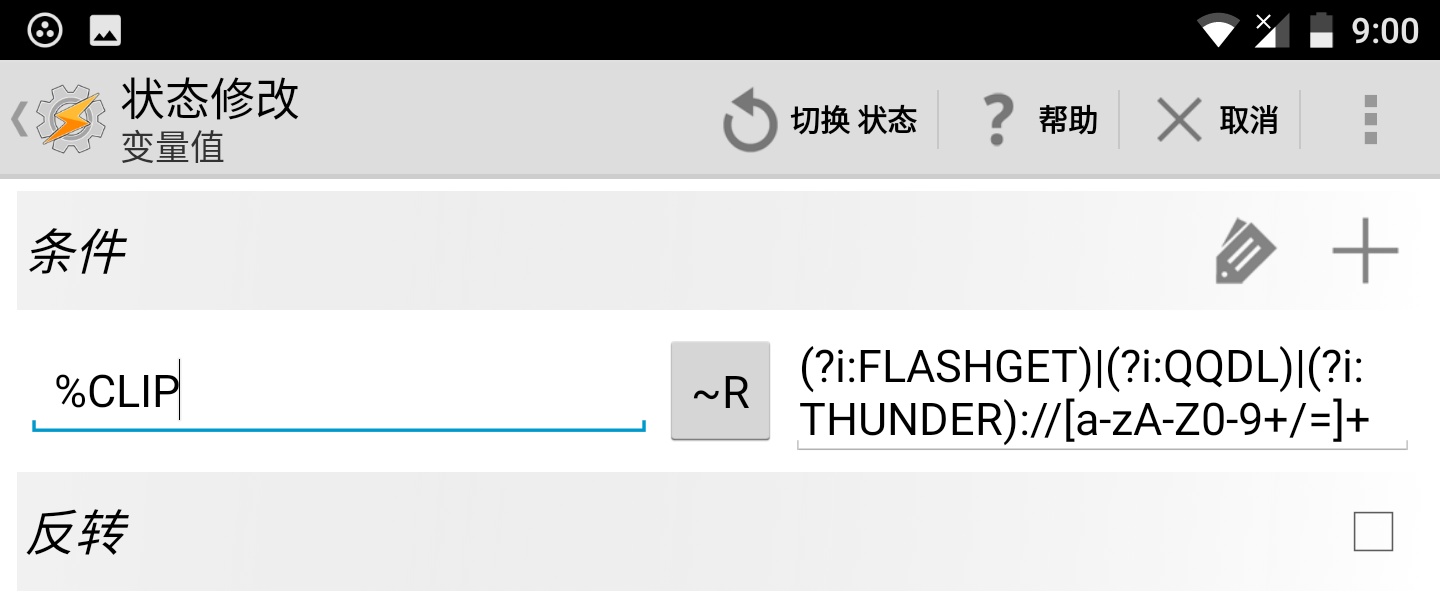 9:00
状态修改
变量值
切换 状态
帮助
取消
条件
%CLIP
~R
(?i:FLASHGET)|(?i:QQDL)|(?i:
THUNDER)://[a-zA-Z0-9+/=]+
反转